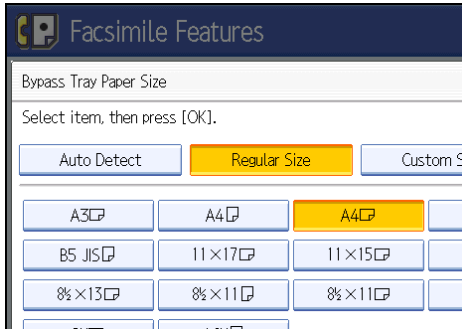 Facsimile Features
Bypass Tray Paper Size
Select item, then press [OK].
Auto Detect Regular Size Custom S
A3 A4 A4
B5 JIS 11×17 11×15
8½×13 8½×11 8½×11